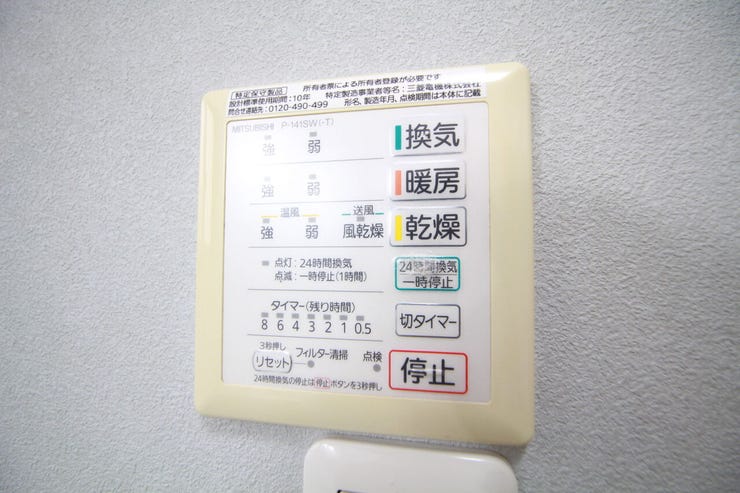 特定保守製品 所有者票による所有者登録が必要です
設計標準使用期間：10年 特定製造事業者等名：三菱電機株式会社
問合せ連絡先：0120-490-499 形名、製造年月、点検期間は本体に記載
MITSUBISHI P-141SW(-T)
強 弱 換気
強 弱 暖房
温風 送風
強 弱 風乾燥 乾燥
点灯：24時間換気
点滅：一時停止(1時間)
24時間換気
一時停止
タイマー(残り時間)
8 6 4 3 2 1 0.5
切タイマー
3秒押し
リセット フィルター清掃 点検
停止
24時間換気の停止は停止ボタンを3秒押し